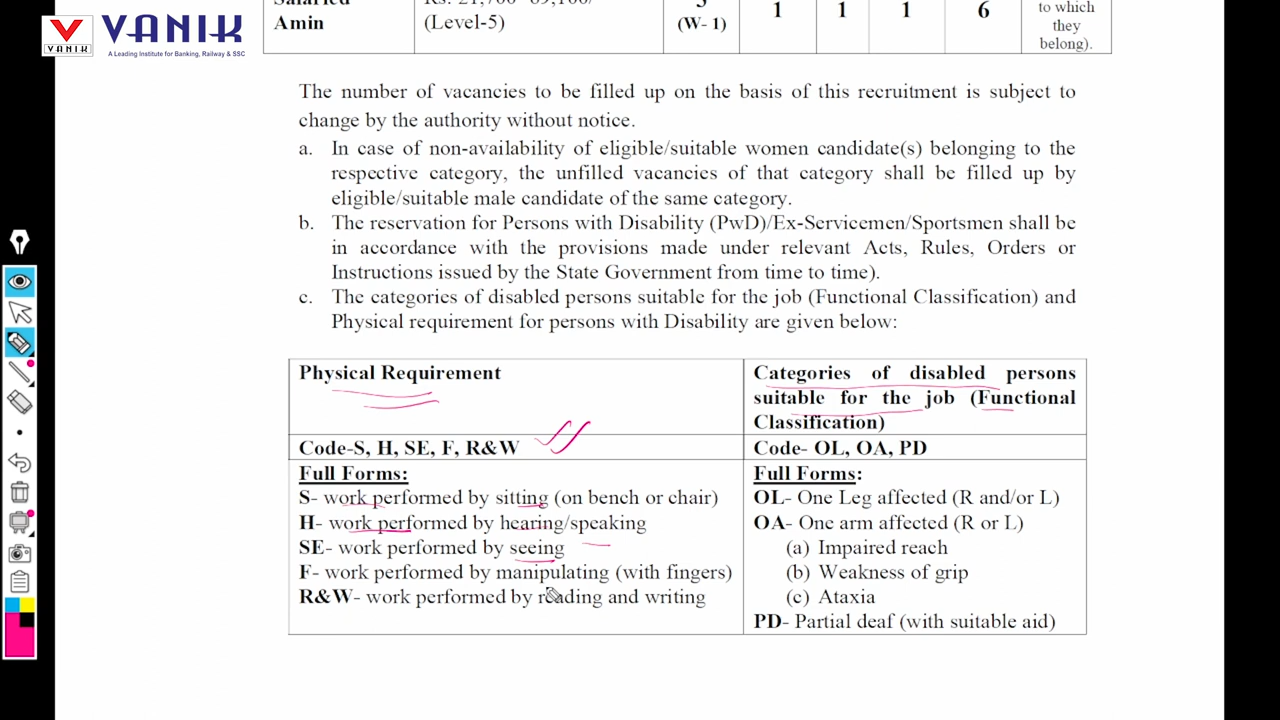 VANIK
VANIK
A Leading Institute for Banking, Railway & SSC
Amin
(Level-5)
(W- 1)
1
1
1
6
to which
they
belong).
The number of vacancies to be filled up on the basis of this recruitment is subject to
change by the authority without notice.
a. In case of non-availability of eligible/suitable women candidate(s) belonging to the
respective category, the unfilled vacancies of that category shall be filled up by
eligible/suitable male candidate of the same category.
b. The reservation for Persons with Disability (PwD)/Ex-Servicemen/Sportsmen shall be
in accordance with the provisions made under relevant Acts, Rules, Orders or
Instructions issued by the State Government from time to time).
c. The categories of disabled persons suitable for the job (Functional Classification) and
Physical requirement for persons with Disability are given below:
Physical Requirement
Categories of disabled persons
suitable for the job (Functional
Classification)
Code-S, H, SE, F, R&W
Code- OL, OA, PD
Full Forms:
S- work performed by sitting (on bench or chair)
H- work performed by hearing/speaking
SE- work performed by seeing
F- work performed by manipulating (with fingers)
R&W- work performed by reading and writing
Full Forms:
OL- One Leg affected (R and/or L)
OA- One arm affected (R or L)
(a) Impaired reach
(b) Weakness of grip
(c) Ataxia
PD- Partial deaf (with suitable aid)